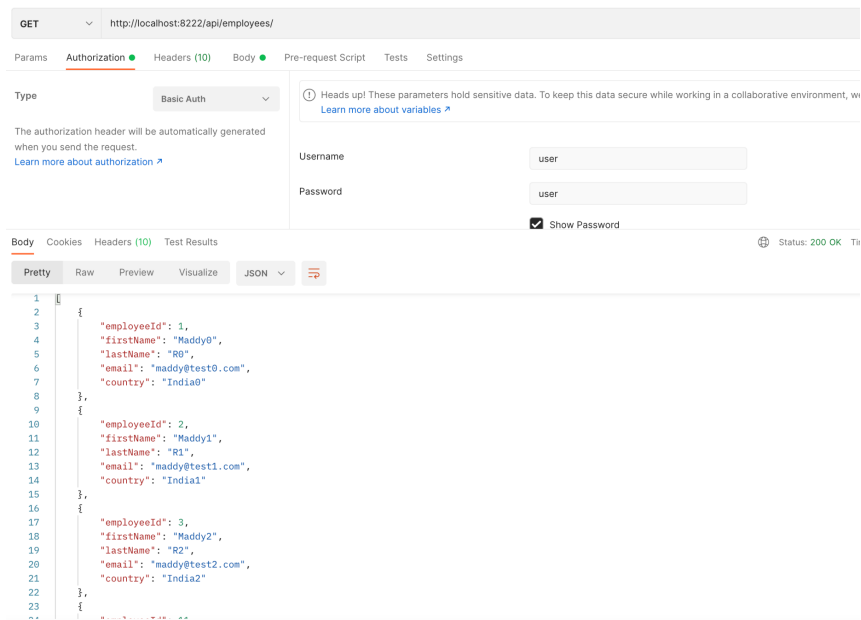 GET http://localhost:8222/api/employees/
Params Authorization Headers (10) Body Pre-request Script Tests Settings
Type Basic Auth
The authorization header will be automatically generated
when you send the request.
Learn more about authorization ↗
Heads up! These parameters hold sensitive data. To keep this data secure while working in a collaborative environment, we
Learn more about variables ↗
Username user
Password user
Show Password
Body Cookies Headers (10) Test Results Status: 200 OK
Pretty Raw Preview Visualize JSON
1 [
2 {
3 "employeeId": 1,
4 "firstName": "Maddy0",
5 "lastName": "R0",
6 "email": "maddy@test0.com",
7 "country": "India0"
8 },
9 {
10 "employeeId": 2,
11 "firstName": "Maddy1",
12 "lastName": "R1",
13 "email": "maddy@test1.com",
14 "country": "India1"
15 },
16 {
17 "employeeId": 3,
18 "firstName": "Maddy2",
19 "lastName": "R2",
20 "email": "maddy@test2.com",
21 "country": "India2"
22 },
23 {